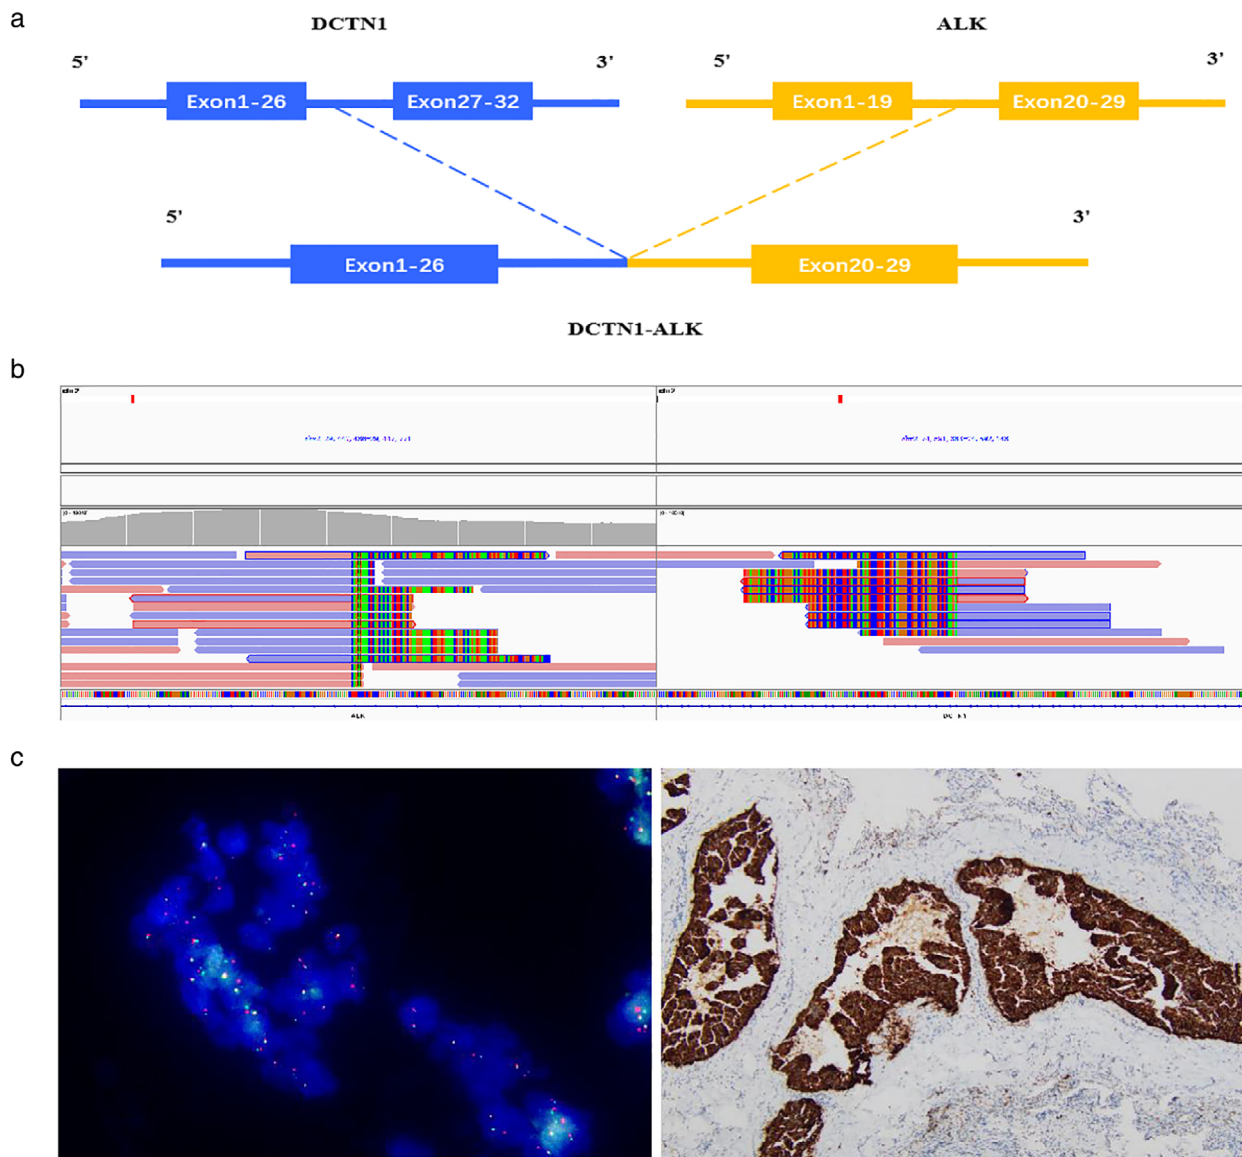 a
DCTN1 ALK
5’ 3’ 5’ 3’
Exon1-26 Exon27-32 Exon1-19 Exon20-29
5’ 3’
Exon1-26 Exon20-29
DCTN1-ALK
b
ALK DCTN1
c